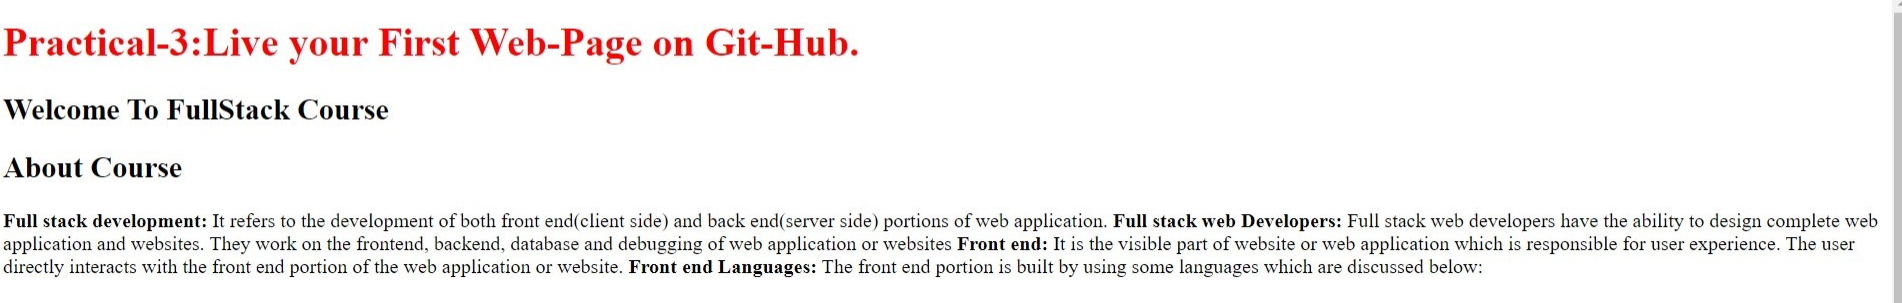 Practical-3:Live your First Web-Page on Git-Hub.
Welcome To FullStack Course
About Course
Full stack development: It refers to the development of both front end(client side) and back end(server side) portions of web application. Full stack web Developers: Full stack web developers have the ability to design complete web
application and websites. They work on the frontend, backend, database and debugging of web application or websites Front end: It is the visible part of website or web application which is responsible for user experience. The user
directly interacts with the front end portion of the web application or website. Front end Languages: The front end portion is built by using some languages which are discussed below: